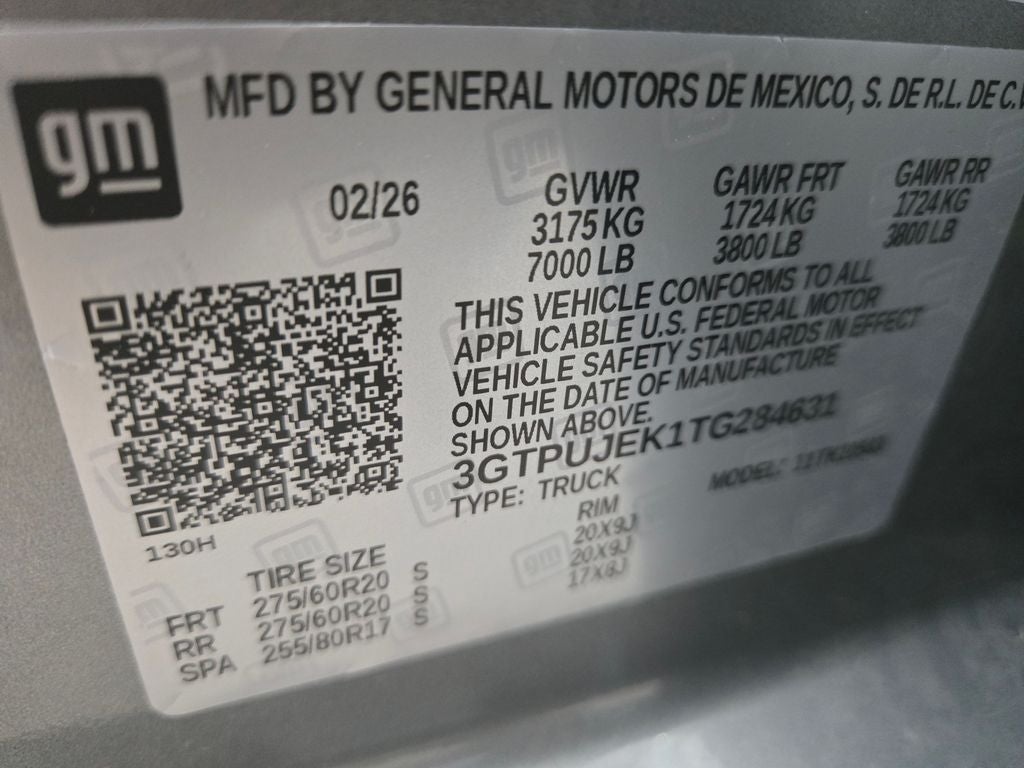 gm
MFD BY GENERAL MOTORS DE MEXICO, S. DE R.L. DE C.V
02/26
GVWR GAWR FRT GAWR RR
3175 KG 1724 KG 1724 KG
7000 LB 3800 LB 3800 LB
THIS VEHICLE CONFORMS TO ALL
APPLICABLE U.S. FEDERAL MOTOR
VEHICLE SAFETY STANDARDS IN EFFECT
ON THE DATE OF MANUFACTURE
SHOWN ABOVE.
3GTPUJEK1TG284631
TYPE: TRUCK MODEL:
130H
TIRE SIZE RIM
FRT 275/60R20 S 20X9J
RR 275/60R20 S 20X9J
SPA 255/80R17 S 17X8J